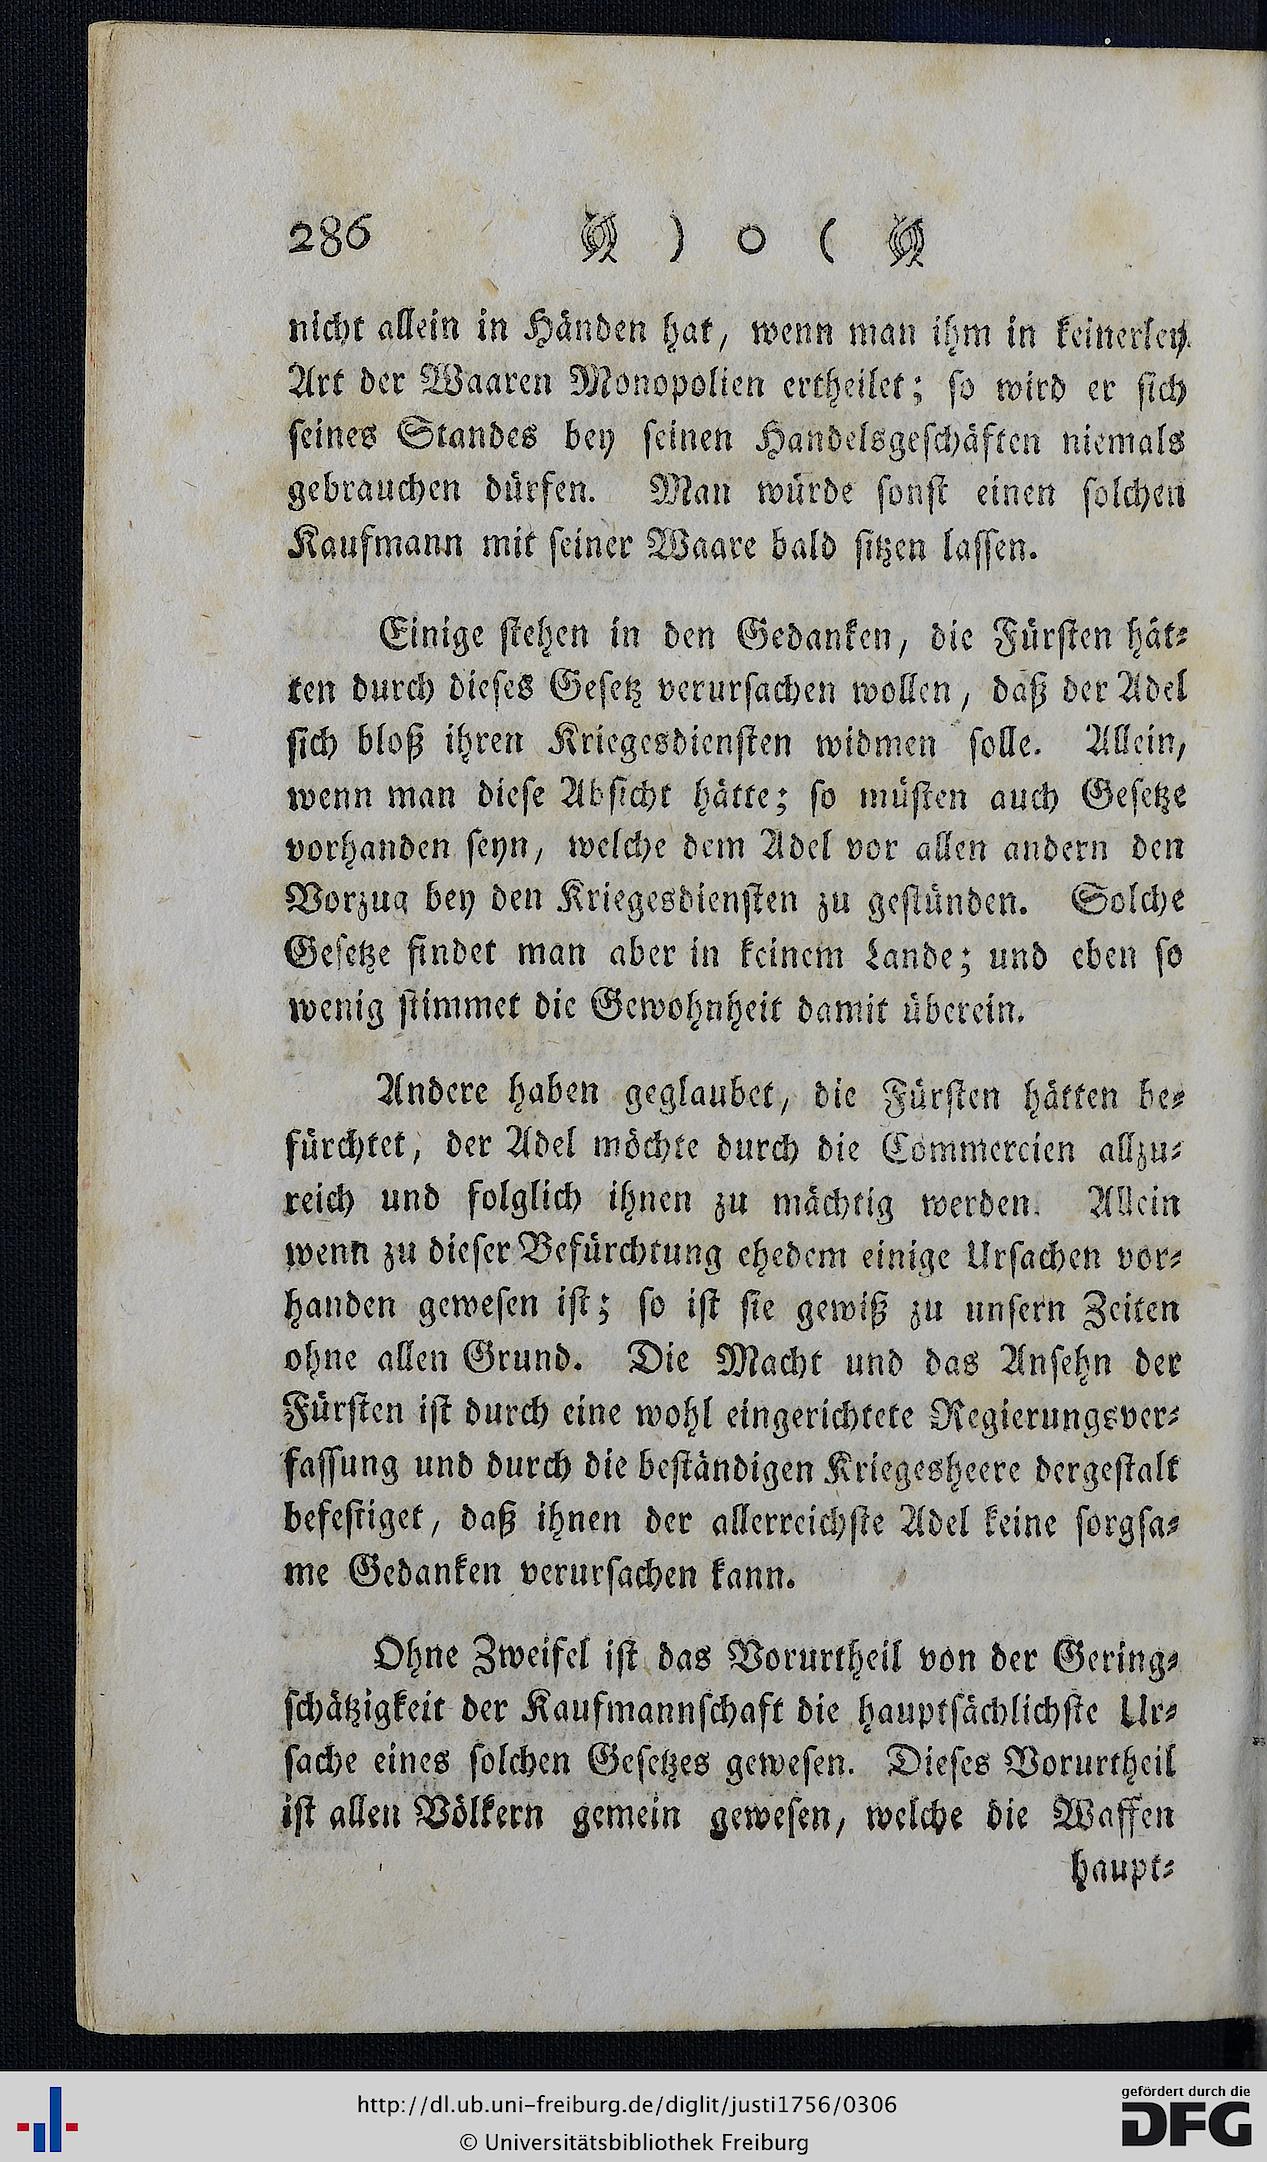 286 ) o (
nicht allein in Händen hat, wenn man ihm in keinerley
Art der Waaren Monopolien ertheilet; so wird er sich
seines Standes bey seinen Handelsgeschäften niemals
gebrauchen dürfen. Man würde sonst einen solchen
Kaufmann mit seiner Waare bald sitzen lassen.
Einige stehen in den Gedanken, die Fürsten hät-
ten durch dieses Gesetz verursachen wollen, daß der Adel
sich bloß ihren Kriegesdiensten widmen solle. Allein,
wenn man diese Absicht hätte; so müsten auch Gesetze
vorhanden seyn, welche dem Adel vor allen andern den
Vorzug bey den Kriegesdiensten zu gestünden. Solche
Gesetze findet man aber in keinem Lande; und eben so
wenig stimmet die Gewohnheit damit überein.
Andere haben geglaubet, die Fürsten hätten be-
fürchtet, der Adel möchte durch die Commercien allzu-
reich und folglich ihnen zu mächtig werden. Allein
wenn zu dieser Befürchtung ehedem einige Ursachen vor-
handen gewesen ist; so ist sie gewiß zu unsern Zeiten
ohne allen Grund. Die Macht und das Ansehn der
Fürsten ist durch eine wohl eingerichtete Regierungsver-
fassung und durch die beständigen Kriegesheere dergestalt
befestiget, daß ihnen der allerreichste Adel keine sorgsa-
me Gedanken verursachen kann.
Ohne Zweifel ist das Vorurtheil von der Gering-
schätzigkeit der Kaufmannschaft die hauptsächlichste Ur-
sache eines solchen Gesetzes gewesen. Dieses Vorurtheil
ist allen Völkern gemein gewesen, welche die Waffen
haupt-
http://dl.ub.uni-freiburg.de/diglit/justi1756/0306
© Universitätsbibliothek Freiburg
gefördert durch die
DFG